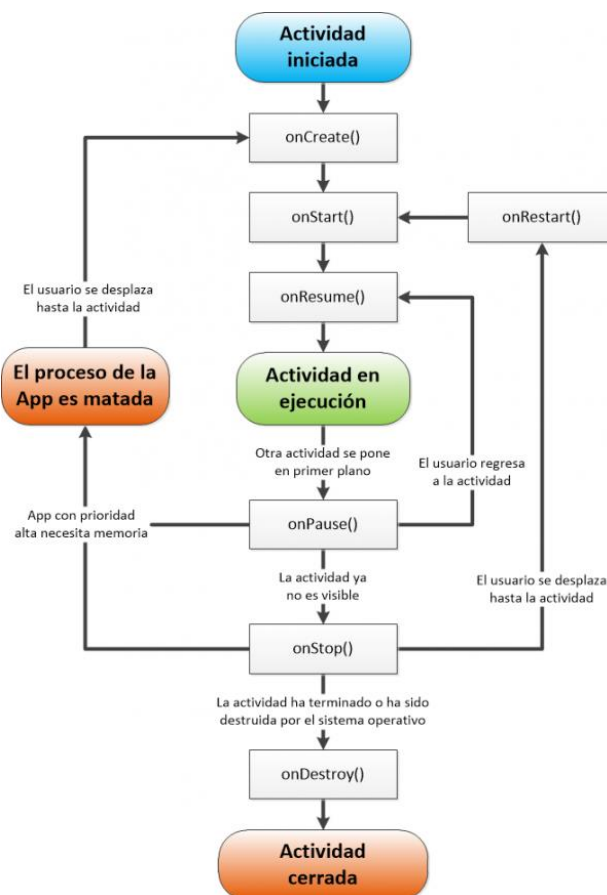 Actividad
iniciada
onCreate()
onStart()
onRestart()
El usuario se desplaza
hasta la actividad
onResume()
El proceso de la
App es matada
Actividad en
ejecución
Otra actividad se pone
en primer plano
El usuario regresa
a la actividad
App con prioridad
alta necesita memoria
onPause()
La actividad ya
no es visible
El usuario se desplaza
hasta la actividad
onStop()
La actividad ha terminado o ha sido
destruida por el sistema operativo
onDestroy()
Actividad
cerrada